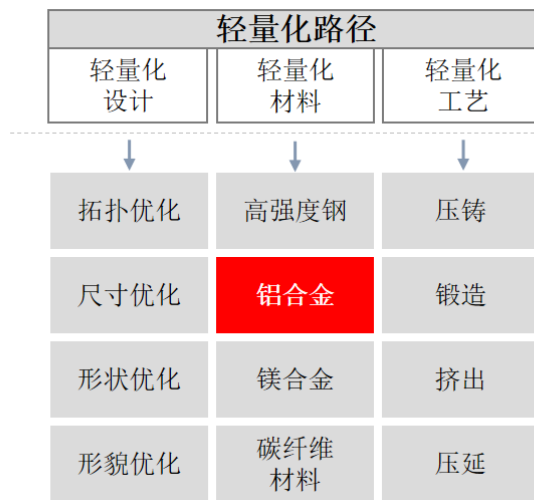 轻量化路径
轻量化
设计
轻量化
材料
轻量化
工艺
拓扑优化
高强度钢
压铸
尺寸优化
铝合金
锻造
形状优化
镁合金
挤出
形貌优化
碳纤维
材料
压延